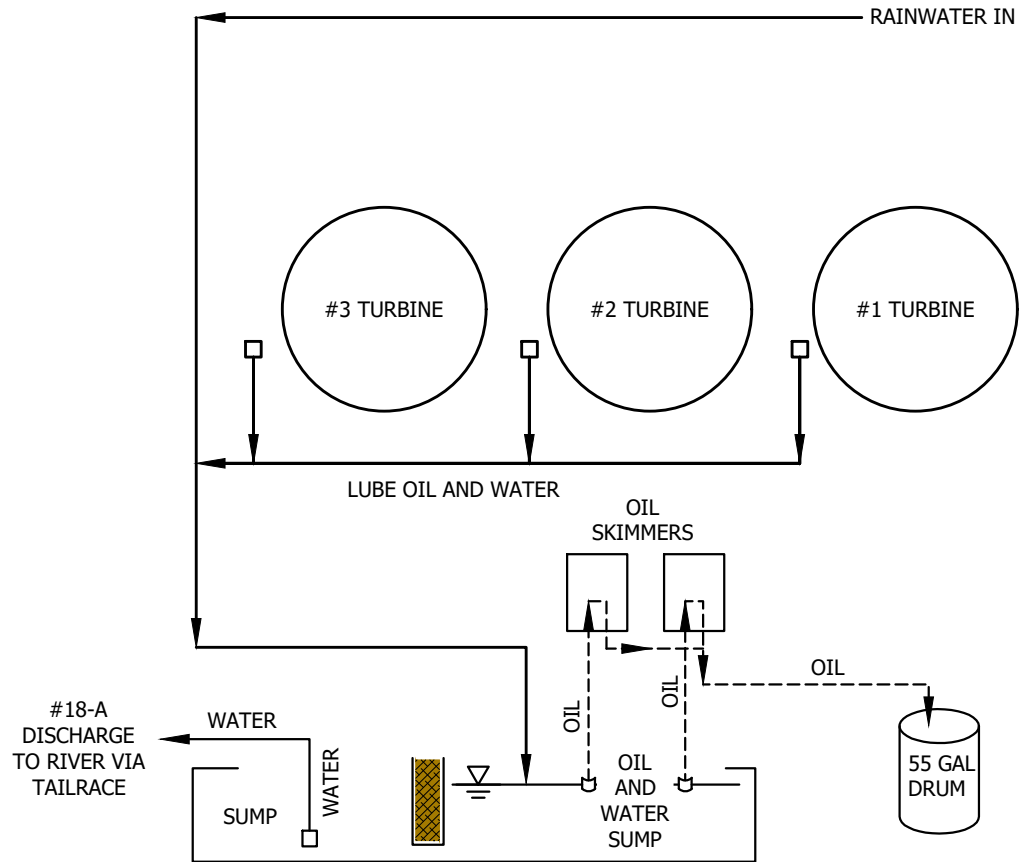 RAINWATER IN
#3 TURBINE
#2 TURBINE
#1 TURBINE
LUBE OIL AND WATER
OIL
SKIMMERS
OIL
OIL
OIL
#18-A
DISCHARGE
TO RIVER VIA
TAILRACE
WATER
WATER
SUMP
OIL
AND
WATER
SUMP
55 GAL
DRUM